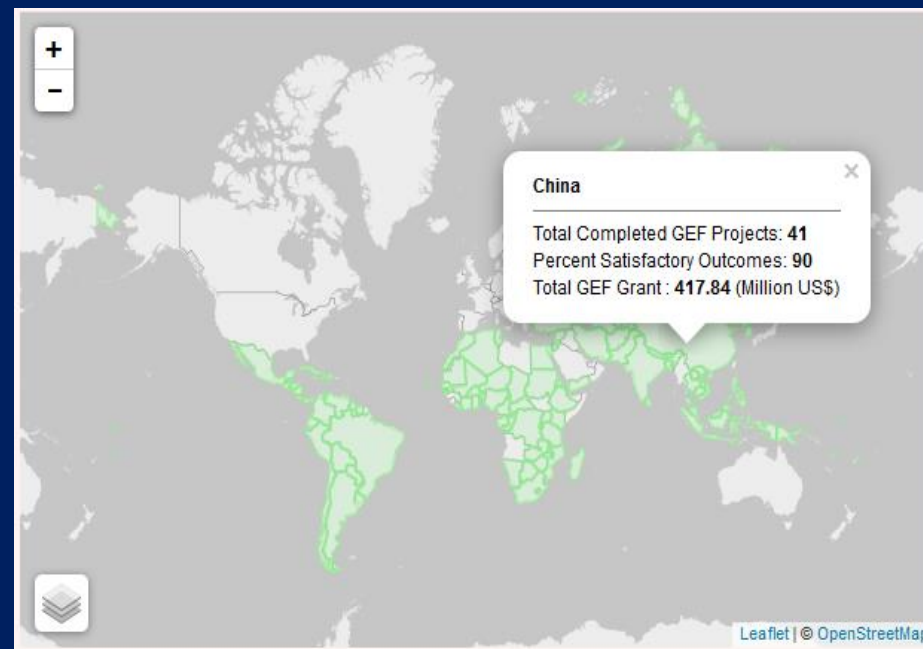 +
−
×
China
Total Completed GEF Projects: 41
Percent Satisfactory Outcomes: 90
Total GEF Grant : 417.84 (Million US$)
Leaflet | © OpenStreetMap